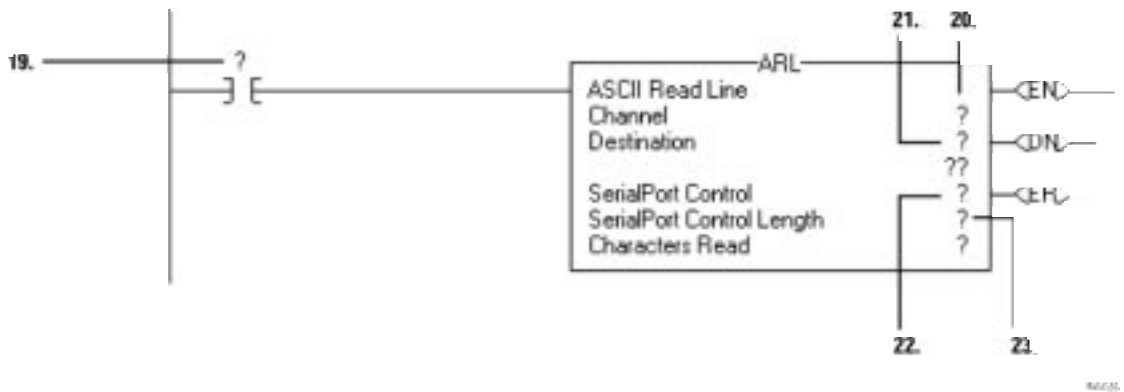 21. 20.
19. ?
ARL
ASCII Read Line EN
Channel ?
Destination ? DN
??
SerialPort Control ? ER
SerialPort Control Length ?
Characters Read ?
22. 23.